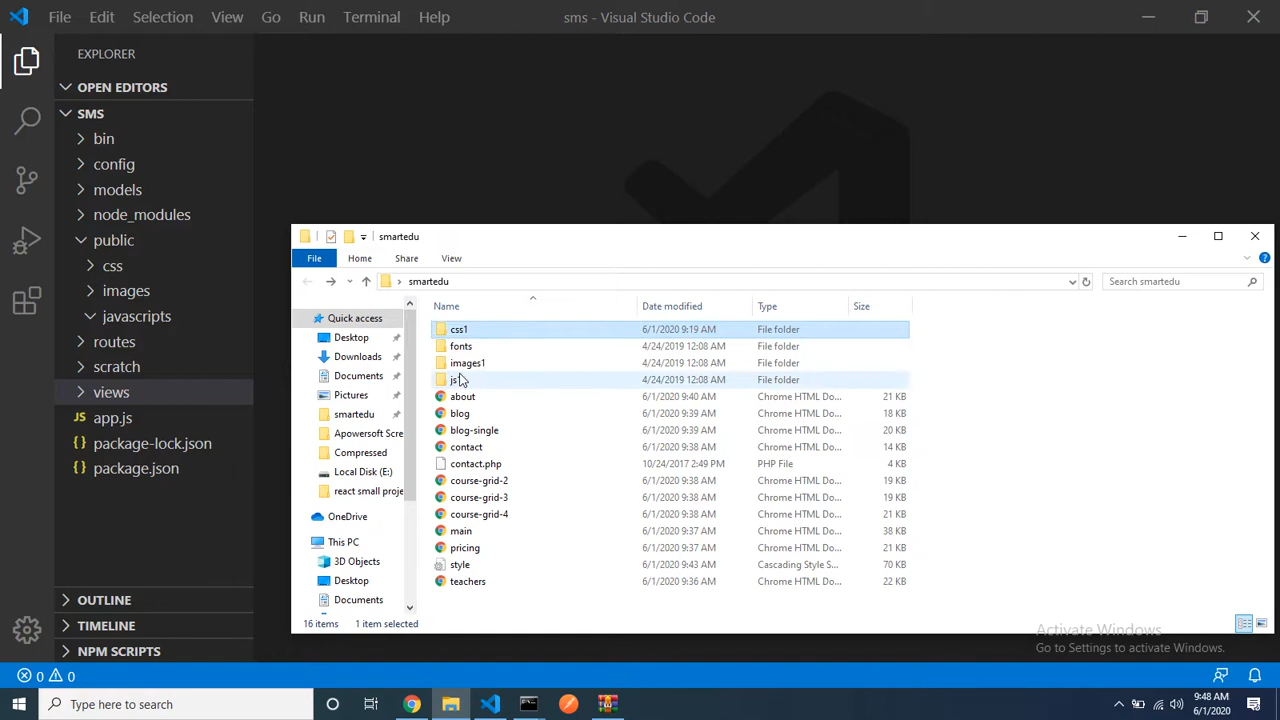 File Edit Selection View Go Run Terminal Help sms - Visual Studio Code
EXPLORER
OPEN EDITORS
SMS
bin
config
models
node_modules
public
css
images
javascripts
routes
scratch
views
app.js
package-lock.json
package.json
OUTLINE
TIMELINE
NPM SCRIPTS
smartedu
File Home Share View
smartedu Search smartedu
Quick access
Desktop
Downloads
Documents
Pictures
smartedu
Apowersoft Scre
Compressed
Local Disk (E:)
react small proje
OneDrive
This PC
3D Objects
Desktop
Documents
Name Date modified Type Size
css1 6/1/2020 9:19 AM File folder
fonts 4/24/2019 12:08 AM File folder
images1 4/24/2019 12:08 AM File folder
js 4/24/2019 12:08 AM File folder
about 6/1/2020 9:40 AM Chrome HTML Do... 21 KB
blog 6/1/2020 9:39 AM Chrome HTML Do... 18 KB
blog-single 6/1/2020 9:39 AM Chrome HTML Do... 20 KB
contact 6/1/2020 9:38 AM Chrome HTML Do... 14 KB
contact.php 10/24/2017 2:49 PM PHP File 4 KB
course-grid-2 6/1/2020 9:38 AM Chrome HTML Do... 19 KB
course-grid-3 6/1/2020 9:38 AM Chrome HTML Do... 19 KB
course-grid-4 6/1/2020 9:38 AM Chrome HTML Do... 21 KB
main 6/1/2020 9:37 AM Chrome HTML Do... 38 KB
pricing 6/1/2020 9:37 AM Chrome HTML Do... 21 KB
style 6/1/2020 9:43 AM Cascading Style S... 70 KB
teachers 6/1/2020 9:36 AM Chrome HTML Do... 22 KB
16 items 1 item selected
Activate Windows
Go to Settings to activate Windows.
0 0
Type here to search
9:48 AM
6/1/2020